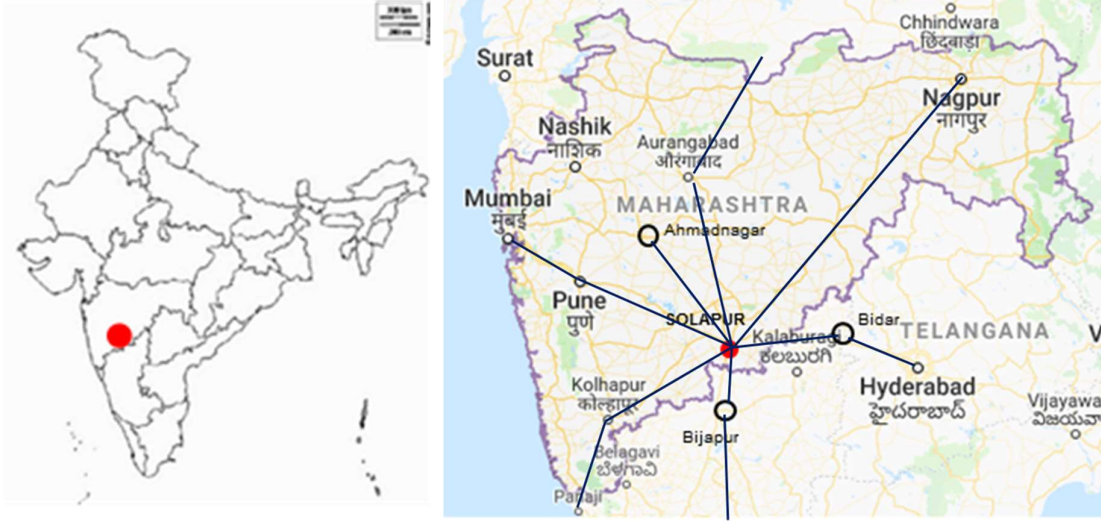 Chhindwara
छिंदवाड़ा
Surat
Nagpur
नागपुर
Nashik
नाशिक
Aurangabad
औरंगाबाद
Mumbai
मुंबई
MAHARASHTRA
Ahmadnagar
Pune
पुणे
SOLAPUR
Kalaburagi
ಕಲಬುರಗಿ
Bidar
TELANGANA
Hyderabad
హైదరాబాద్
Kolhapur
कोल्हापूर
Bijapur
Belagavi
ಬೆಳಗಾವಿ
Panaji
Vijayawa
విజయవా
V